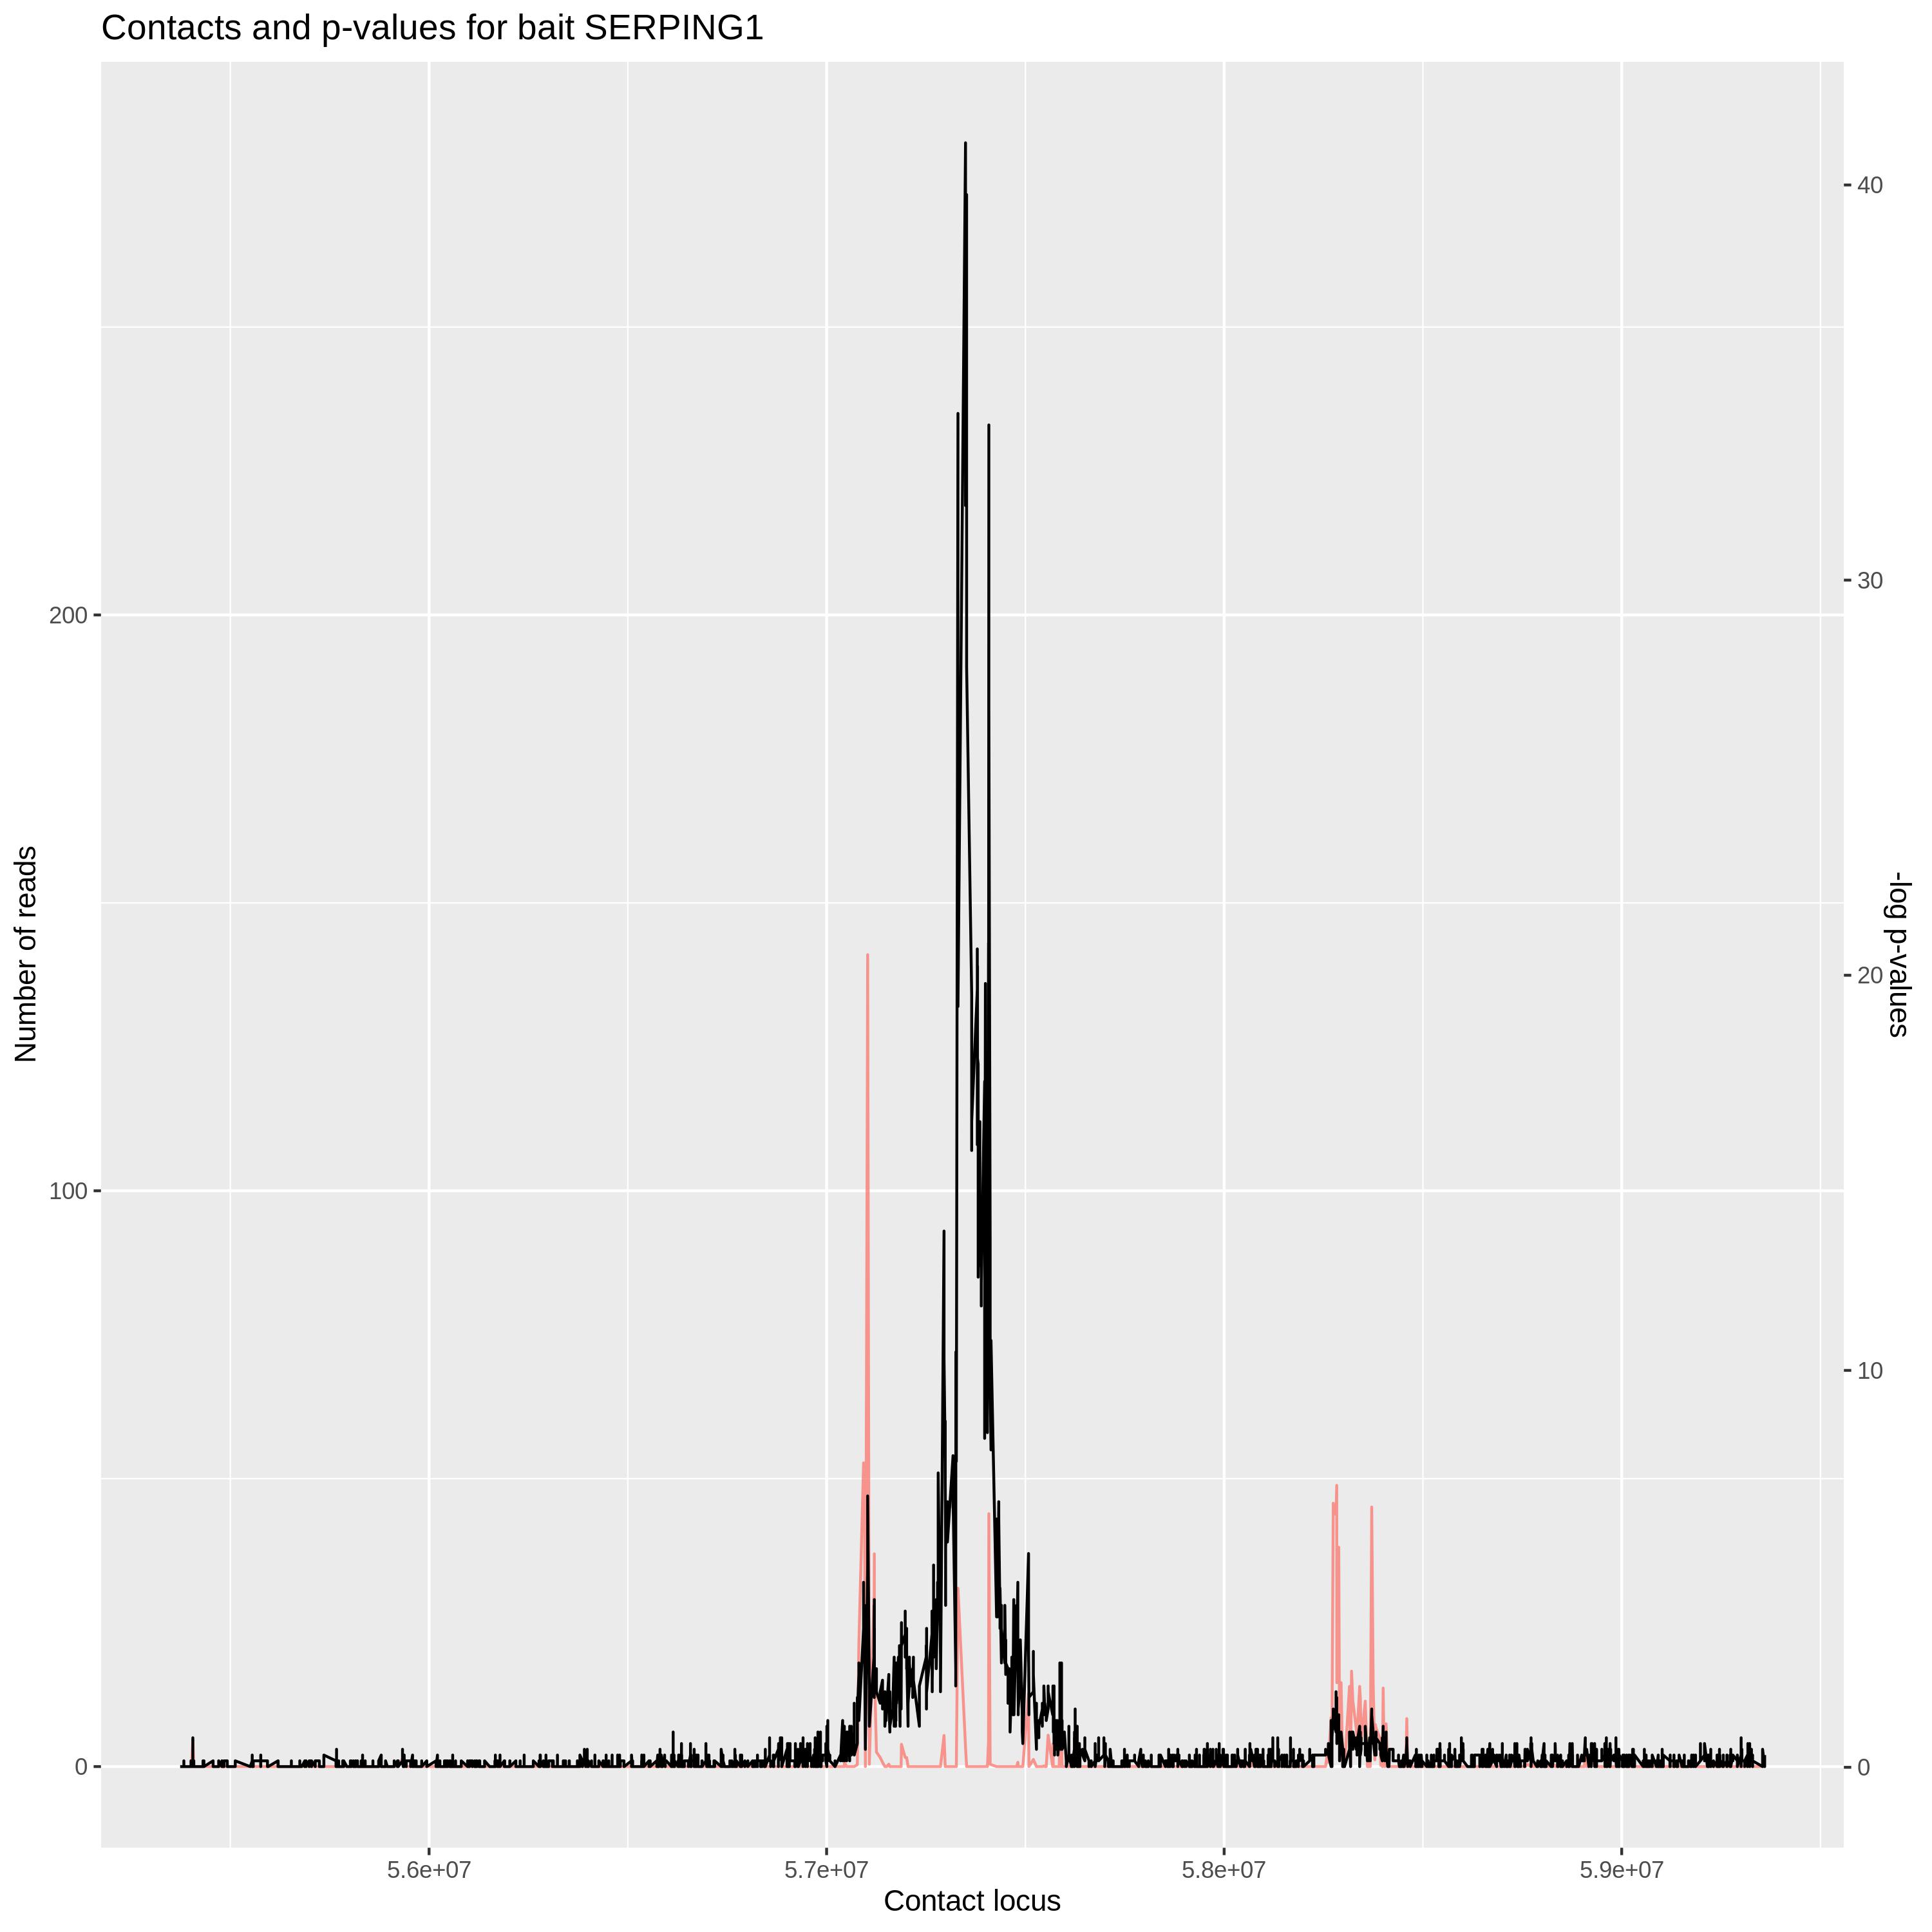 Contacts and p-values for bait SERPING1
Number of reads
200
100
0
40
30
20
10
0
-log p-values
5.6e+07
5.7e+07
5.8e+07
5.9e+07
Contact locus